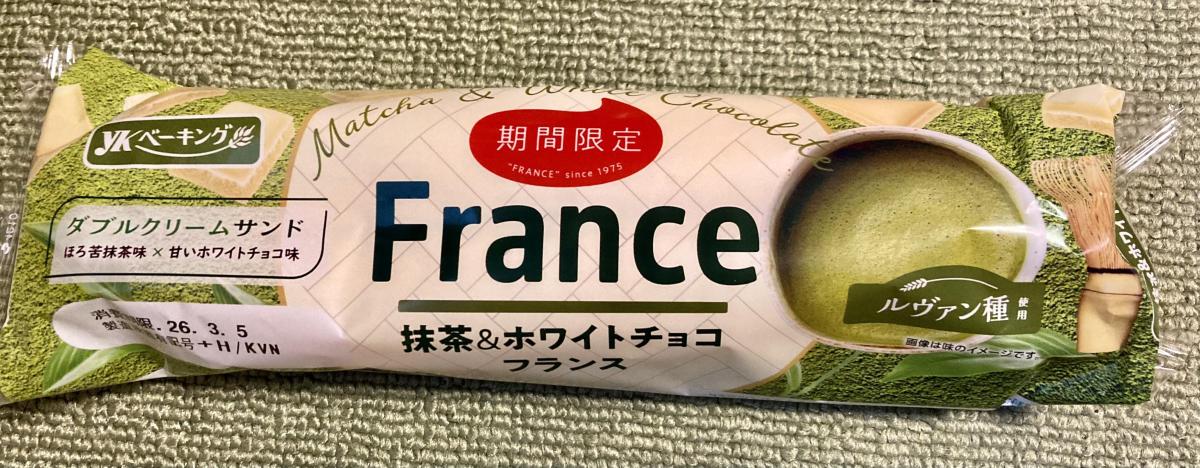 Matcha & White Chocolate
YKベーキング
期間限定
"FRANCE" since 1975
France
ダブルクリームサンド
ほろ苦抹茶味×甘いホワイトチョコ味
抹茶&ホワイトチョコ
フランス
消費期限.26.3.5
+H/KVN
ルヴァン種
使用
画像は味のイメージです。